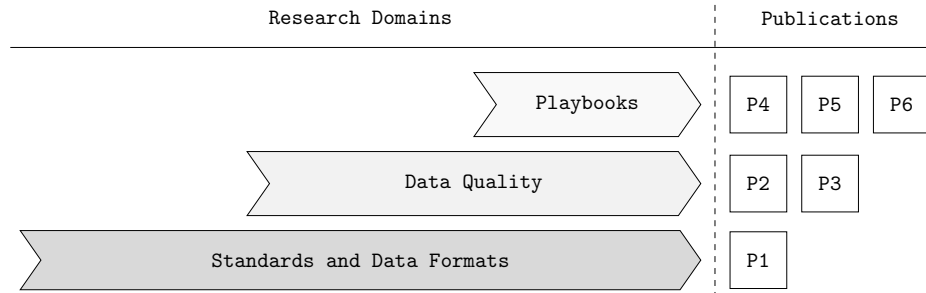 Research Domains Publications
Playbooks P4 P5 P6
Data Quality P2 P3
Standards and Data Formats P1